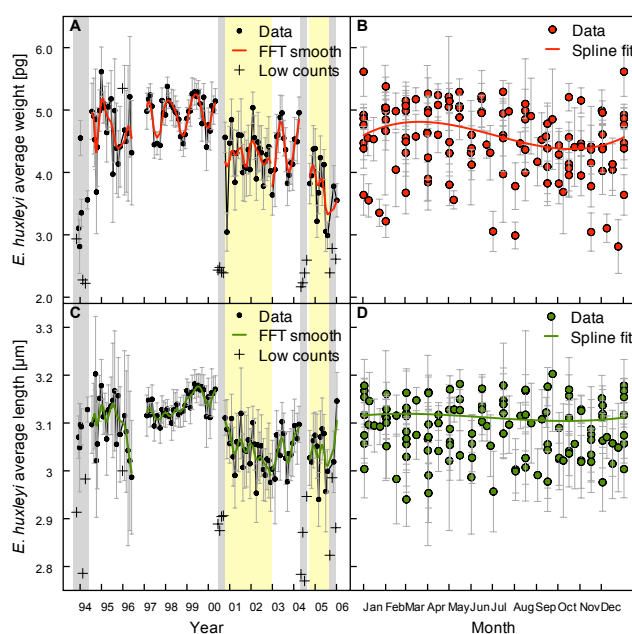 A
Data
FFT smooth
Low counts
B
Data
Spline fit
6.0
5.0
4.0
3.0
2.0
E. huxleyi average weight [pg]
C
Data
FFT smooth
Low counts
D
Data
Spline fit
3.3
3.2
3.1
3
2.9
2.8
E. huxleyi average length [µm]
94 95 96 97 98 99 00 01 02 03 04 05 06
Jan Feb Mar Apr May Jun Jul Aug Sep Oct Nov Dec
Year
Month